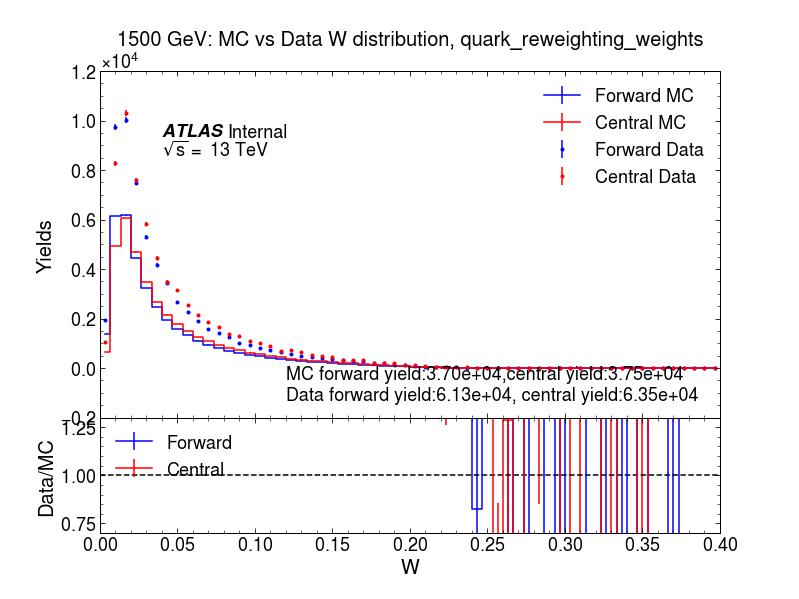 1500 GeV: MC vs Data W distribution, quark_reweighting_weights
×10⁴
1.2
1.0
0.8
0.6
0.4
0.2
0.0
0.2
Yields
ATLAS Internal
√s = 13 TeV
Forward MC
Central MC
Forward Data
Central Data
MC forward yield:3.70e+04,central yield:3.75e+04
Data forward yield:6.13e+04, central yield:6.35e+04
1.25
1.00
0.75
Data/MC
Forward
Central
0.00 0.05 0.10 0.15 0.20 0.25 0.30 0.35 0.40
W